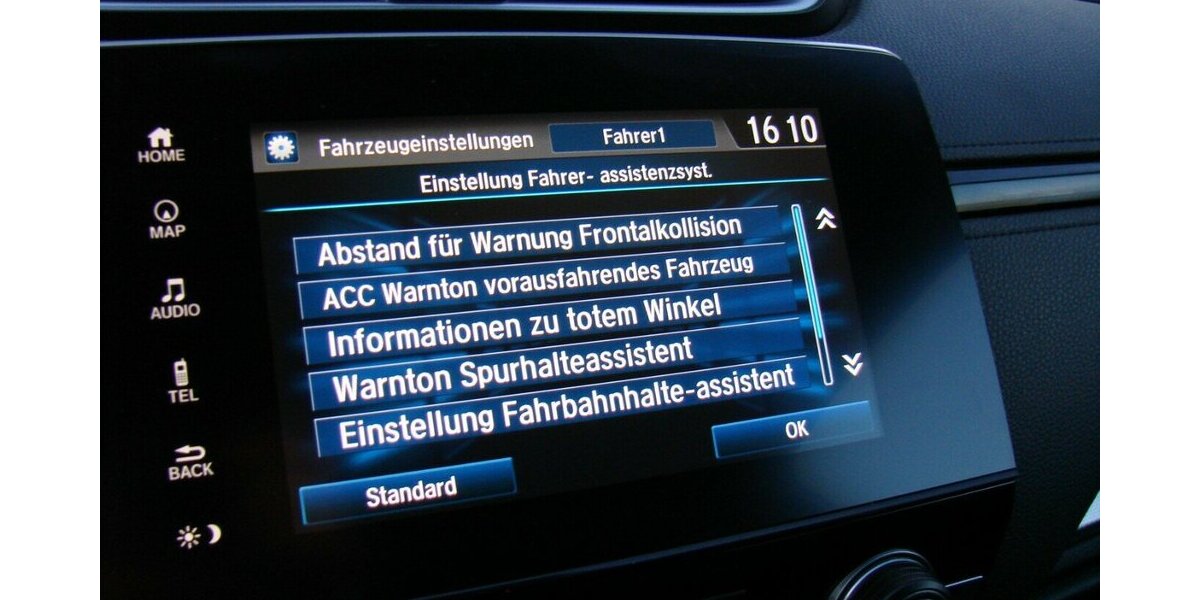 Fahrzeugeinstellungen Fahrer1 16 10
Einstellung Fahrer- assistenzsyst.
HOME
Abstand für Warnung Frontalkollision
MAP
ACC Warnton vorausfahrendes Fahrzeug
AUDIO
Informationen zu totem Winkel
Warnton Spurhalteassistent
TEL
Einstellung Fahrbahnhalte-assistent
BACK
OK
Standard